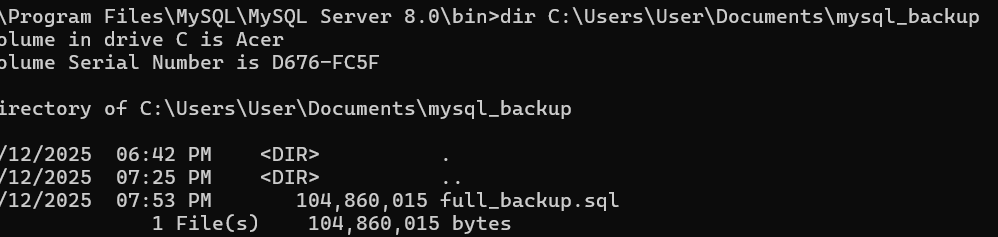 \Program Files\MySQL\MySQL Server 8.0\bin>dir C:\Users\User\Documents\mysql_backup
olume in drive C is Acer
olume Serial Number is D676-FC5F
irectory of C:\Users\User\Documents\mysql_backup
/12/2025  06:42 PM    <DIR>          .
/12/2025  07:25 PM    <DIR>          ..
/12/2025  07:53 PM       104,860,015 full_backup.sql
1 File(s)    104,860,015 bytes